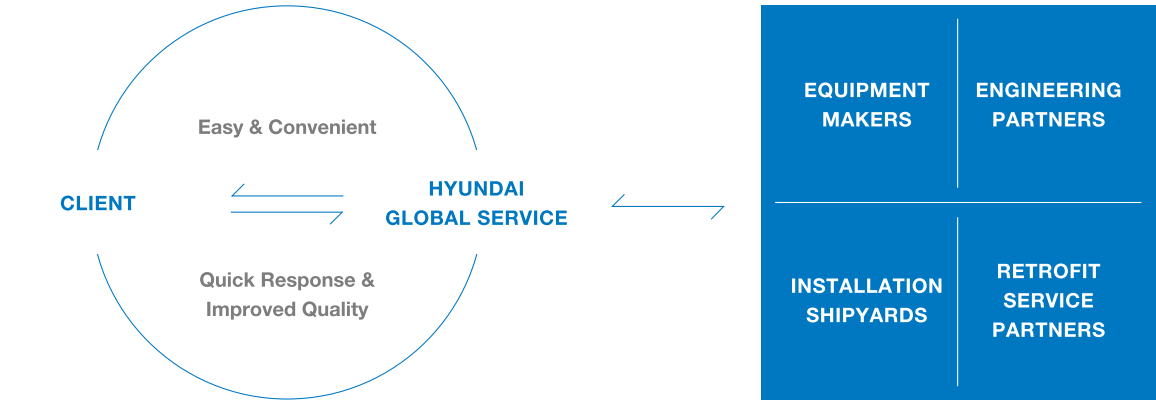 Easy & Convenient
CLIENT
HYUNDAI
GLOBAL SERVICE
Quick Response &
Improved Quality
EQUIPMENT
MAKERS
ENGINEERING
PARTNERS
INSTALLATION
SHIPYARDS
RETROFIT
SERVICE
PARTNERS